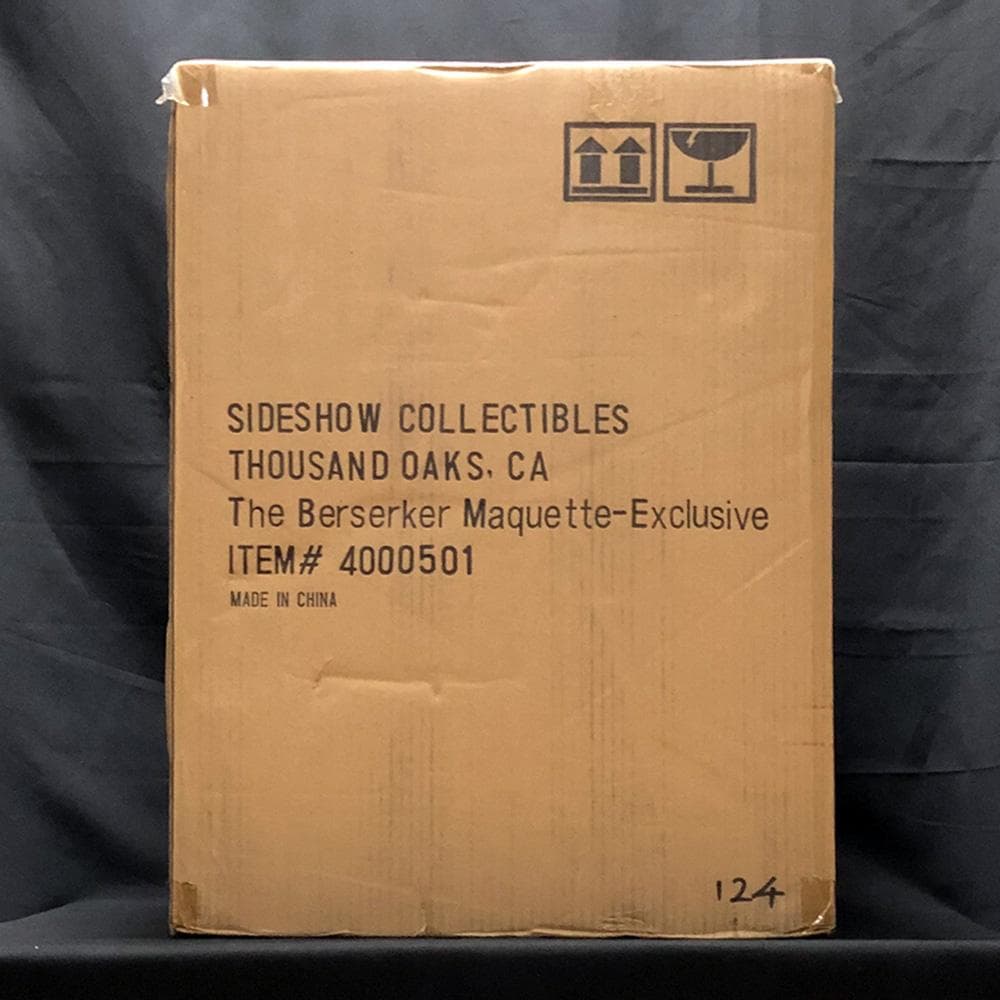 SIDESHOW COLLECTIBLES
THOUSAND OAKS, CA
The Berserker Maquette-Exclusive
ITEM# 4000501
MADE IN CHINA
124